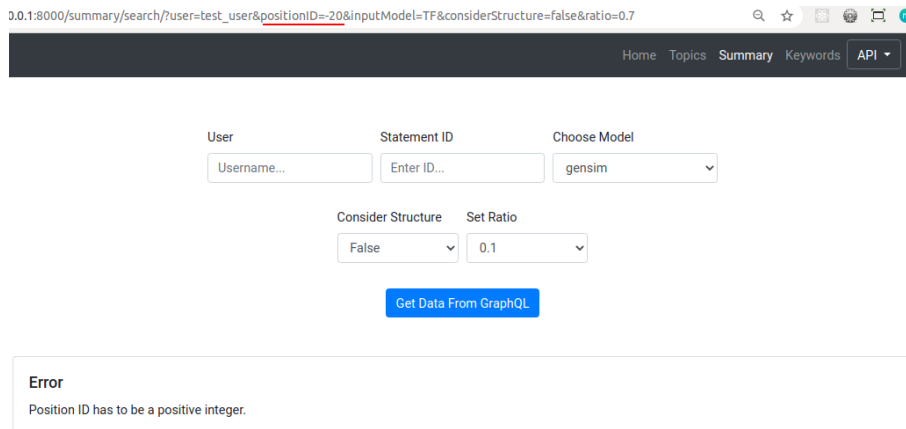 0.0.1:8000/summary/search/?user=test_user&positionID=-20&inputModel=TF&considerStructure=false&ratio=0.7
Home Topics Summary Keywords API
User Statement ID Choose Model
Username... Enter ID... gensim
Consider Structure Set Ratio
False 0.1
Get Data From GraphQL
Error
Position ID has to be a positive integer.